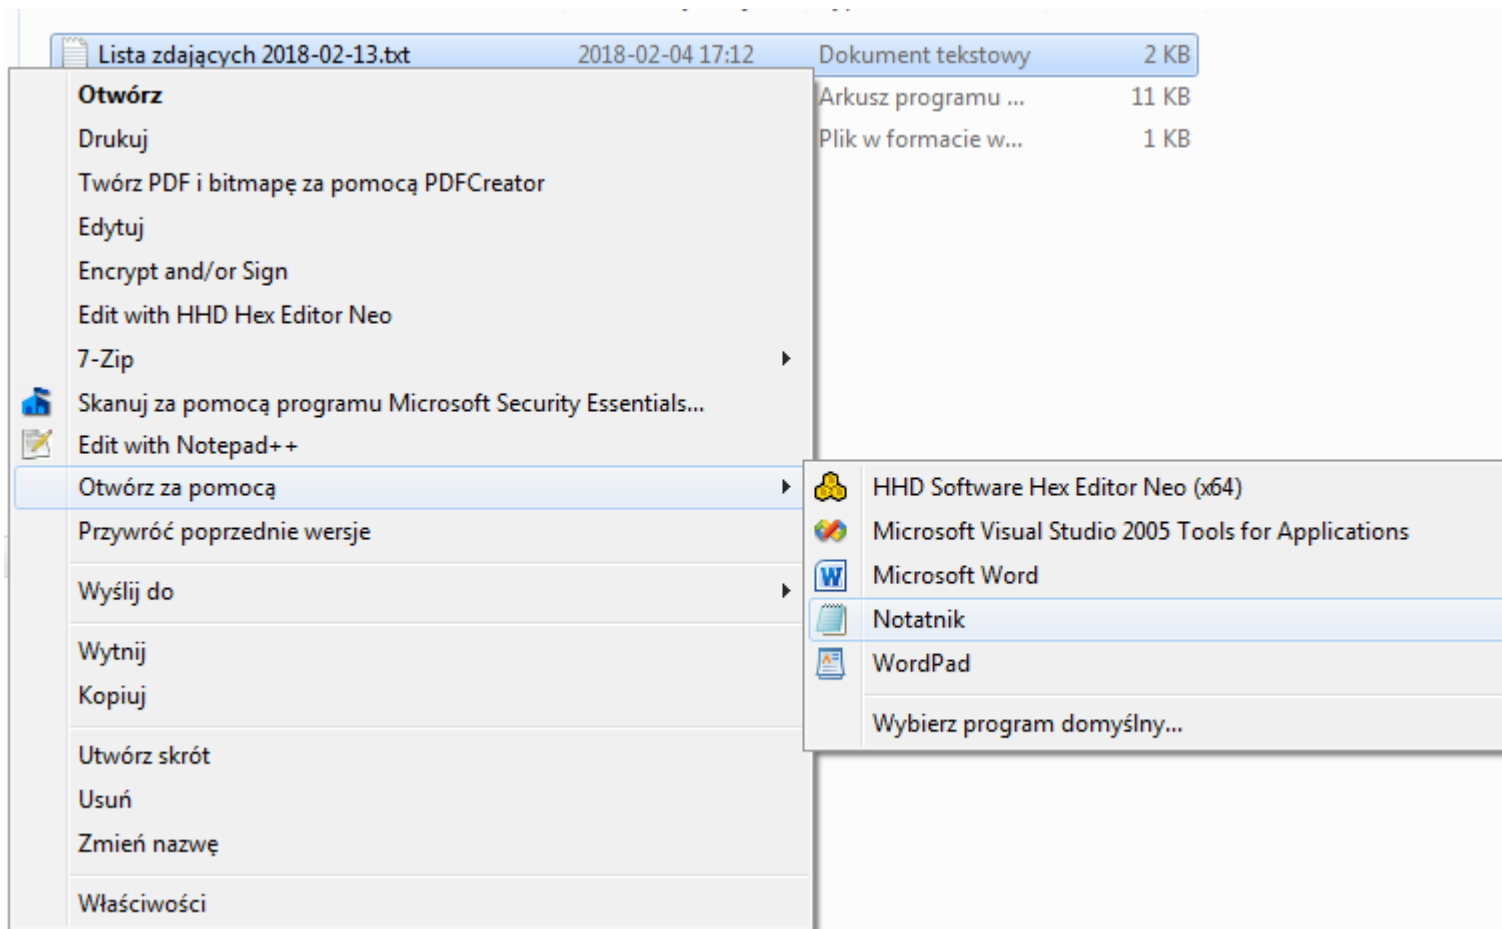 Lista zdających 2018-02-13.txt 2018-02-04 17:12 Dokument tekstowy 2 KB
Arkusz programu ... 11 KB
Plik w formacie w... 1 KB
Otwórz
Drukuj
Twórz PDF i bitmapę za pomocą PDFCreator
Edytuj
Encrypt and/or Sign
Edit with HHD Hex Editor Neo
7-Zip
Skanuj za pomocą programu Microsoft Security Essentials...
Edit with Notepad++
Otwórz za pomocą
Przywróć poprzednie wersje
Wyślij do
Wytnij
Kopiuj
Utwórz skrót
Usuń
Zmień nazwę
Właściwości
HHD Software Hex Editor Neo (x64)
Microsoft Visual Studio 2005 Tools for Applications
Microsoft Word
Notatnik
WordPad
Wybierz program domyślny...